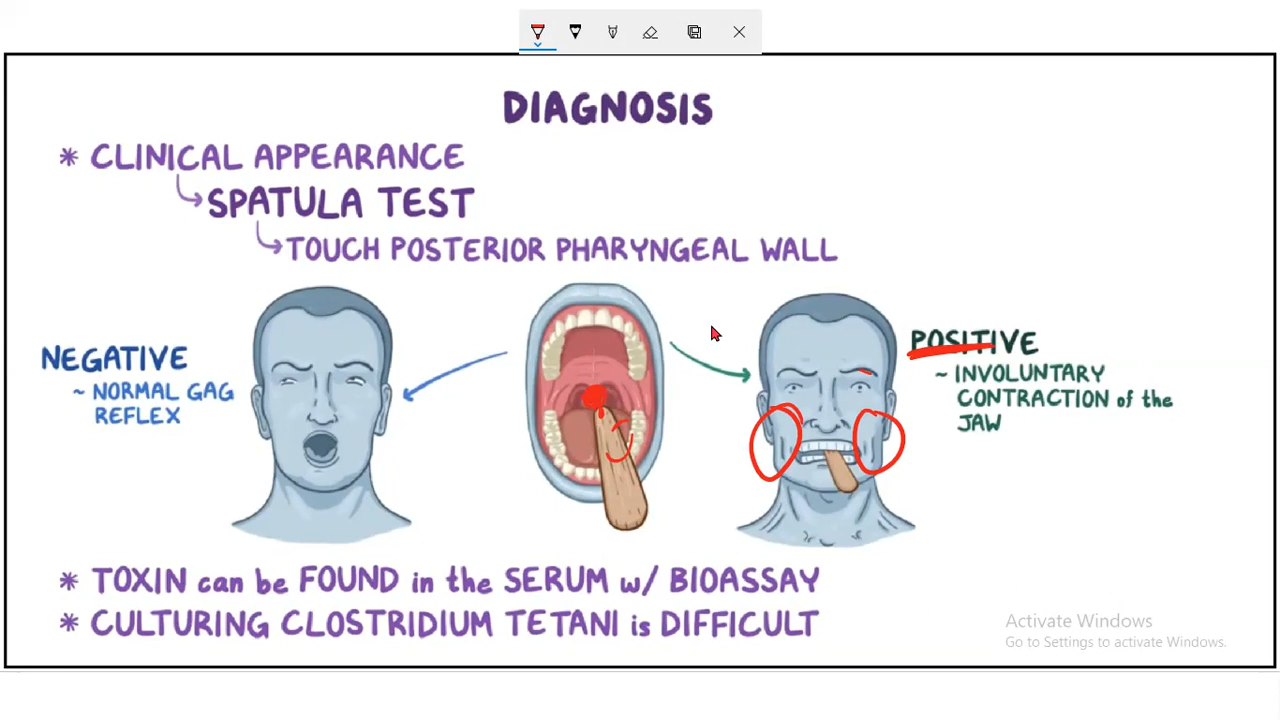 DIAGNOSIS
* CLINICAL APPEARANCE
SPATULA TEST
TOUCH POSTERIOR PHARYNGEAL WALL
NEGATIVE
~ NORMAL GAG
REFLEX
POSITIVE
~ INVOLUNTARY
CONTRACTION of the
JAW
* TOXIN can be FOUND in the SERUM w/ BIOASSAY
* CULTURING CLOSTRIDIUM TETANI is DIFFICULT
Activate Windows
Go to Settings to activate Windows.